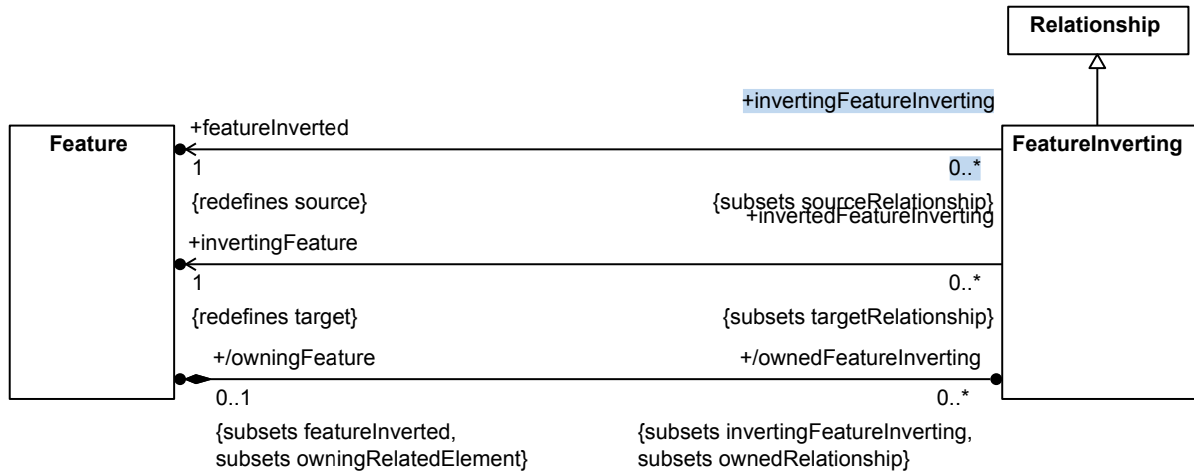 Relationship
+invertingFeatureInverting
+featureInverted
Feature
FeatureInverting
1
0..*
{redefines source}
{subsets sourceRelationship}
+invertedFeatureInverting
+invertingFeature
1
0..*
{redefines target}
{subsets targetRelationship}
+/owningFeature
+/ownedFeatureInverting
0..1
0..*
{subsets featureInverted,
subsets owningRelatedElement}
{subsets invertingFeatureInverting,
subsets ownedRelationship}